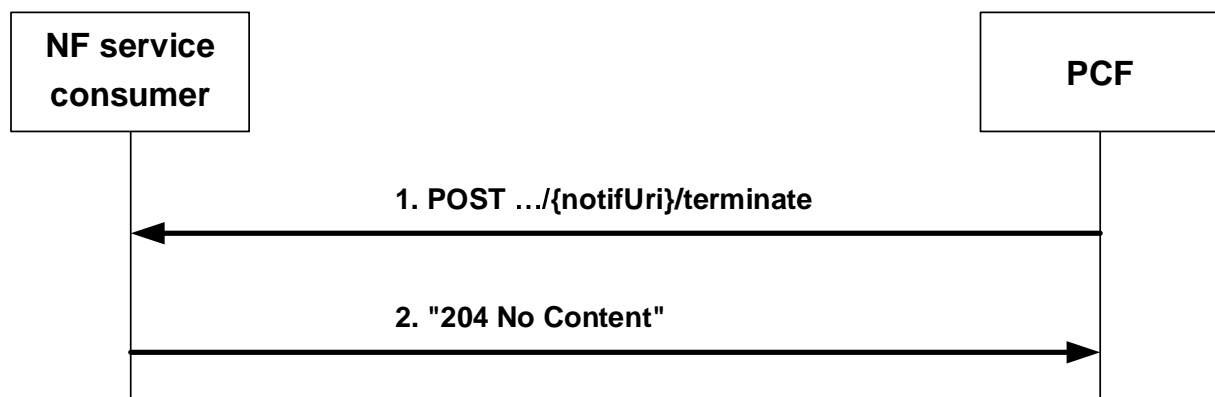 NF service
consumer
PCF
1. POST …/{notifUri}/terminate
2. "204 No Content"